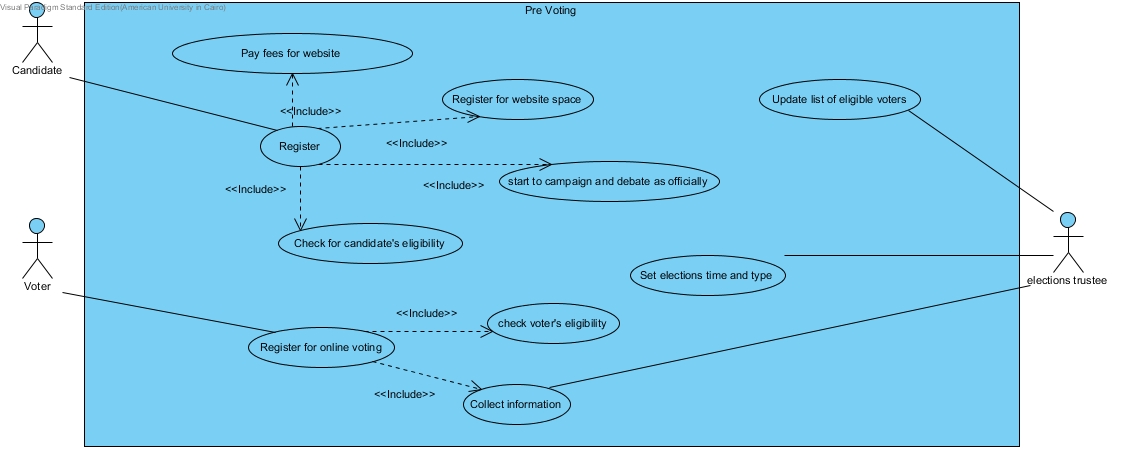 Visual Paradigm Standard Edition(American University in Cairo)
Pre Voting
Candidate
Pay fees for website
<<Include>>
Register for website space
Update list of eligible voters
Register
<<Include>>
<<Include>>
<<Include>>
start to campaign and debate as officially
Check for candidate's eligibility
Voter
Set elections time and type
elections trustee
<<Include>>
check voter's eligibility
Register for online voting
<<Include>>
Collect information